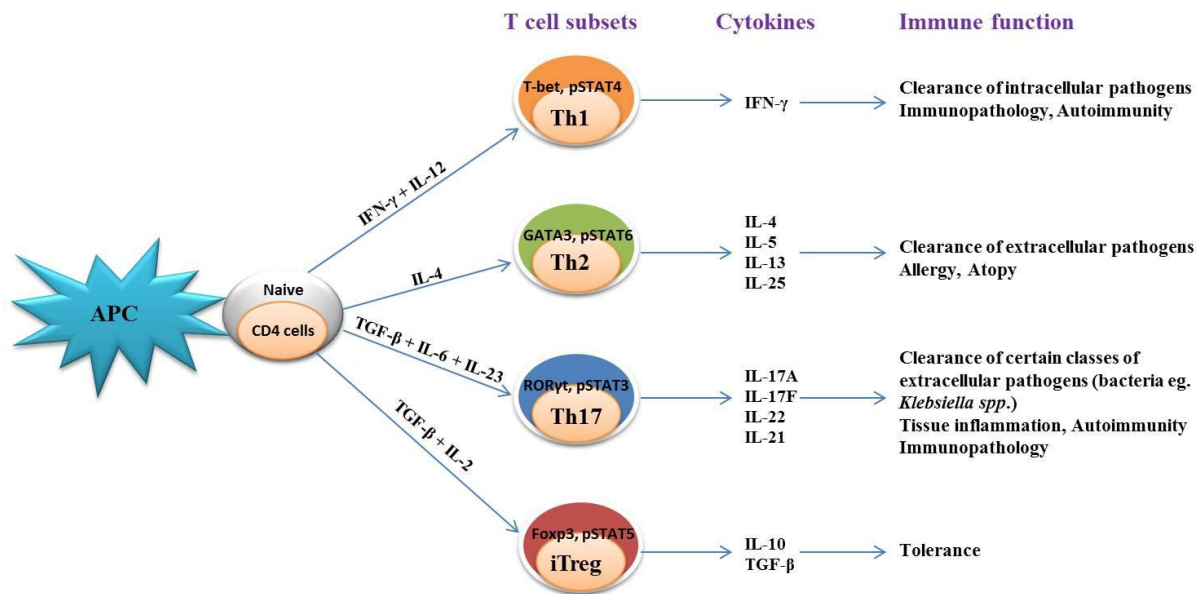 T cell subsets
Cytokines
Immune function
T-bet, pSTAT4
Th1
IFN-γ
Clearance of intracellular pathogens
Immunopathology, Autoimmunity
IFN-γ + IL-12
GATA3, pSTAT6
Th2
IL-4
IL-5
IL-13
IL-25
Clearance of extracellular pathogens
Allergy, Atopy
IL-4
APC
Naive
CD4 cells
TGF-β + IL-6 + IL-23
RORγt, pSTAT3
Th17
IL-17A
IL-17F
IL-22
IL-21
Clearance of certain classes of
extracellular pathogens (bacteria eg.
Klebsiella spp.)
Tissue inflammation, Autoimmunity
Immunopathology
TGF-β + IL-2
Foxp3, pSTAT5
iTreg
IL-10
TGF-β
Tolerance